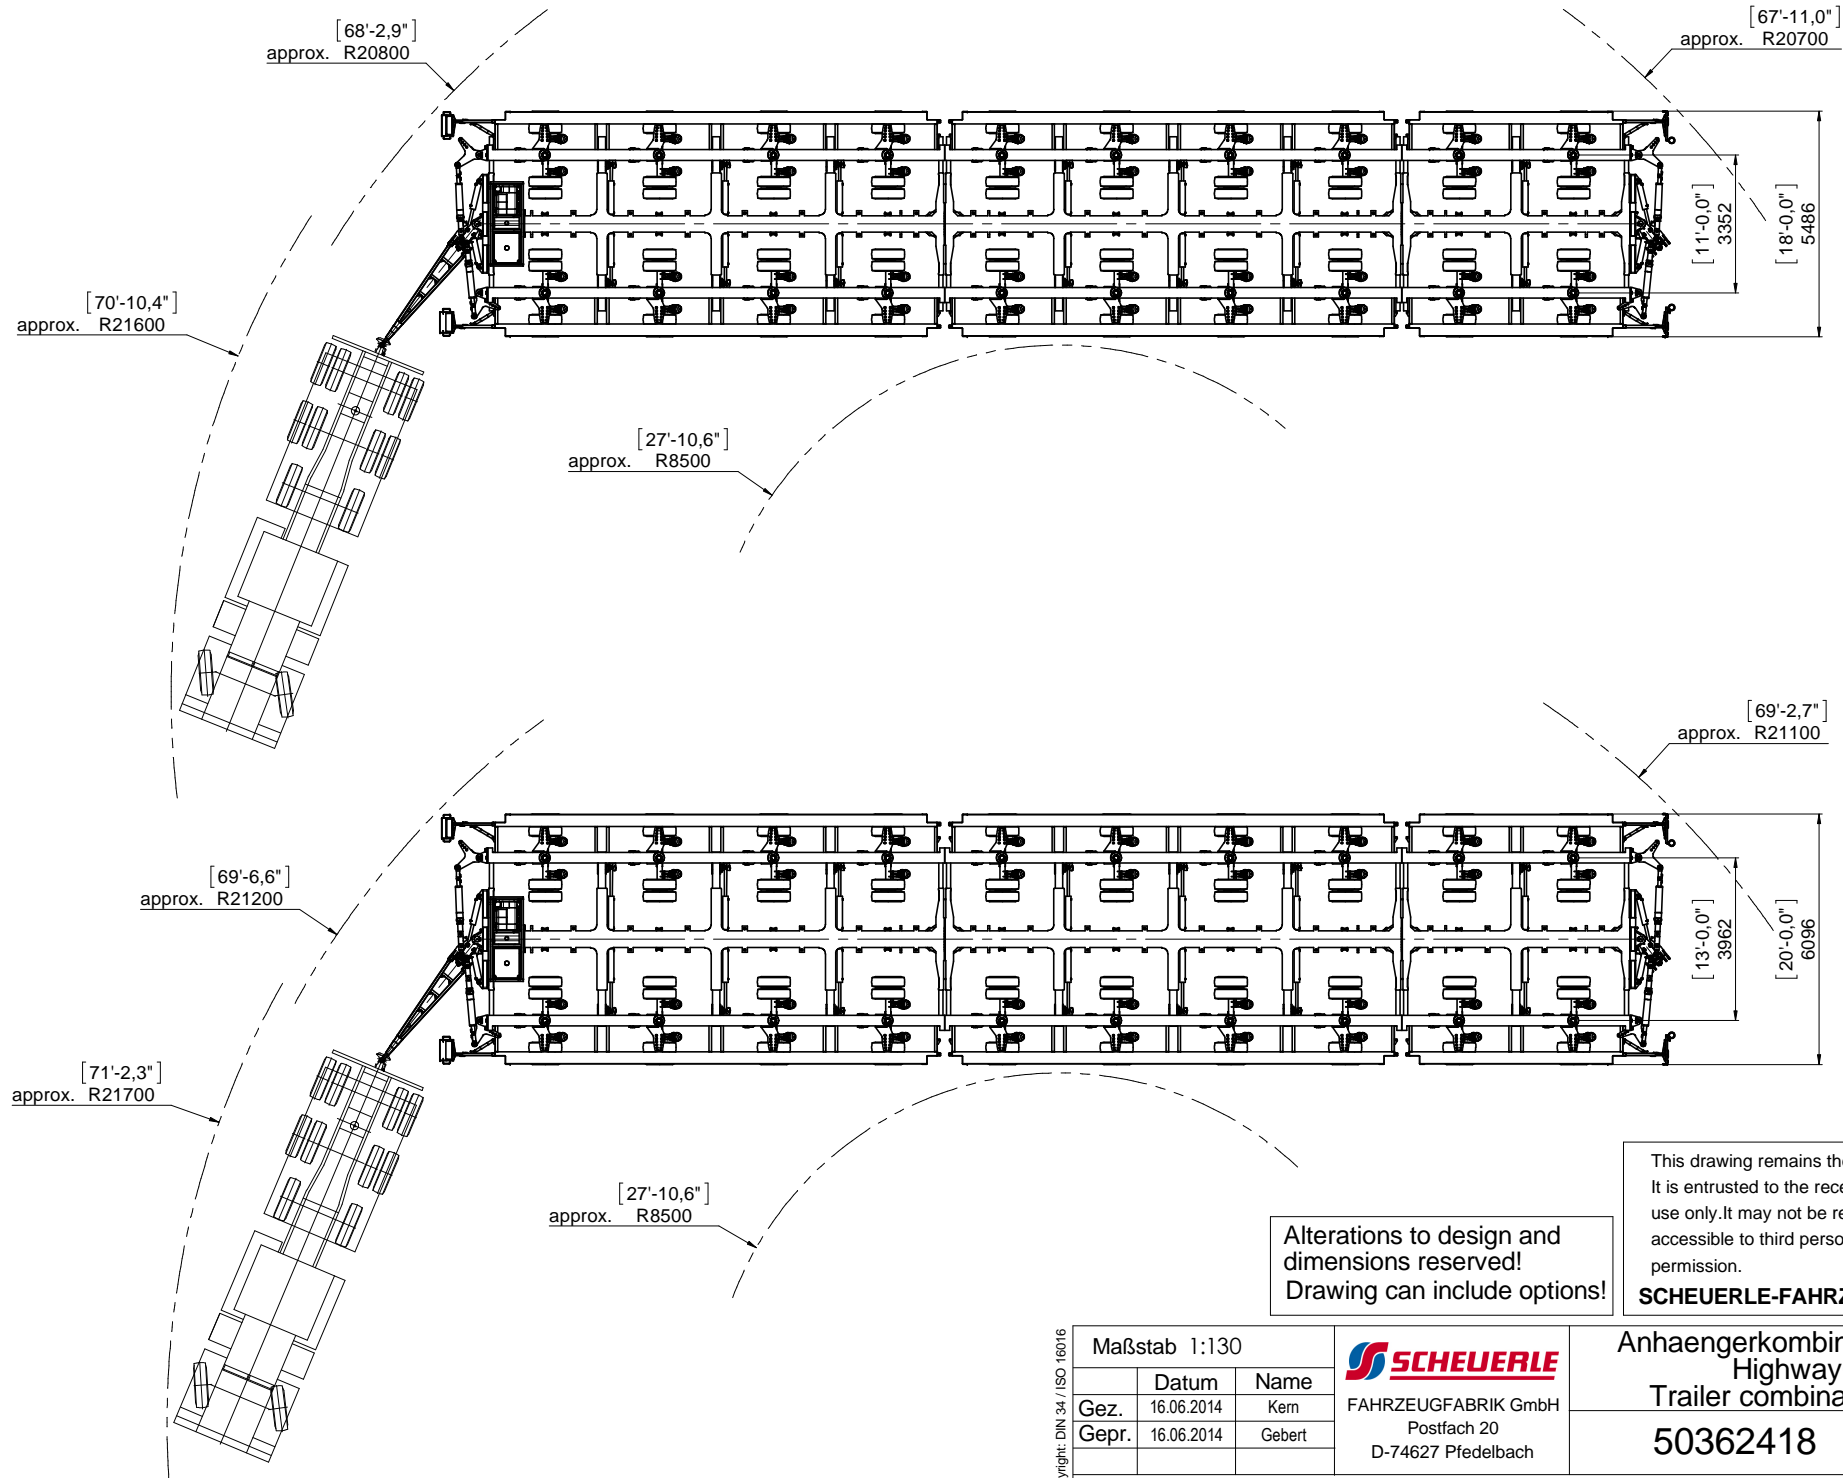 [68'-2,9"]
approx. R20800
[67'-11,0"]
approx. R20700
[11'-0,0"]
3352
[18'-0,0"]
5486
[70'-10,4"]
approx. R21600
[27'-10,6"]
approx. R8500
[69'-2,7"]
approx. R21100
[69'-6,6"]
approx. R21200
[13'-0,0"]
3962
[20'-0,0"]
6096
[71'-2,3"]
approx. R21700
[27'-10,6"]
approx. R8500
Alterations to design and
dimensions reserved!
Drawing can include options!
This drawing remains the
It is entrusted to the rece
use only.It may not be re
accessible to third perso
permission.
SCHEUERLE-FAHRZ
yright: DIN 34 / ISO 16016
Maßstab 1:130
Datum Name
Gez. 16.06.2014 Kern
Gepr. 16.06.2014 Gebert
SCHEUERLE
FAHRZEUGFABRIK GmbH
Postfach 20
D-74627 Pfedelbach
Anhaengerkombin
Highway
Trailer combina
50362418